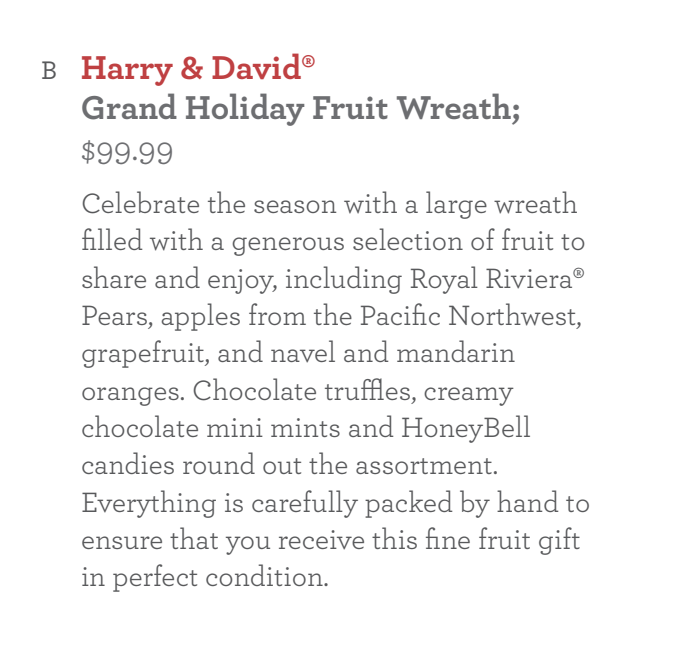 B Harry & David®
Grand Holiday Fruit Wreath;
$99.99
Celebrate the season with a large wreath
filled with a generous selection of fruit to
share and enjoy, including Royal Riviera®
Pears, apples from the Pacific Northwest,
grapefruit, and navel and mandarin
oranges. Chocolate truffles, creamy
chocolate mini mints and HoneyBell
candies round out the assortment.
Everything is carefully packed by hand to
ensure that you receive this fine fruit gift
in perfect condition.